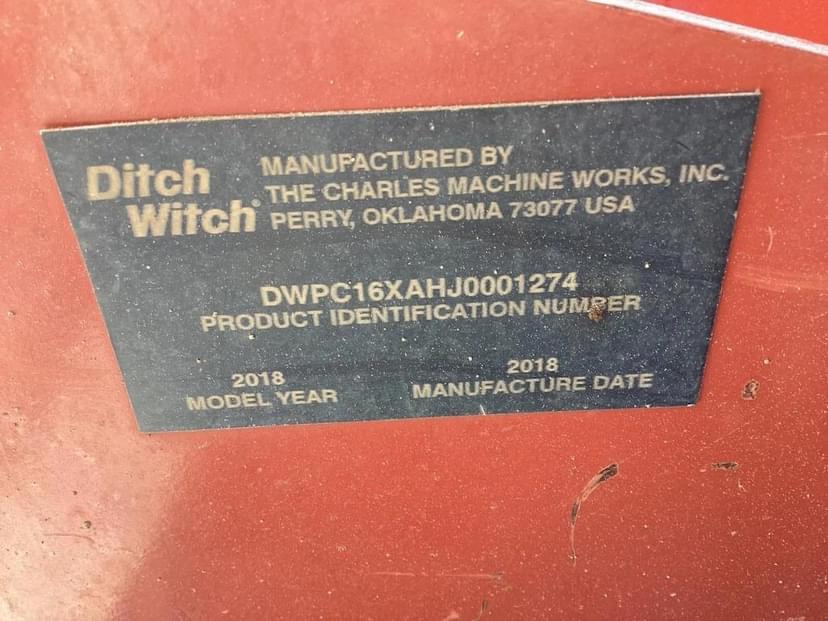 Ditch Witch®
MANUFACTURED BY
THE CHARLES MACHINE WORKS, INC.
PERRY, OKLAHOMA 73077 USA
DWPC16XAHJ0001274
PRODUCT IDENTIFICATION NUMBER
2018
MODEL YEAR
2018
MANUFACTURE DATE